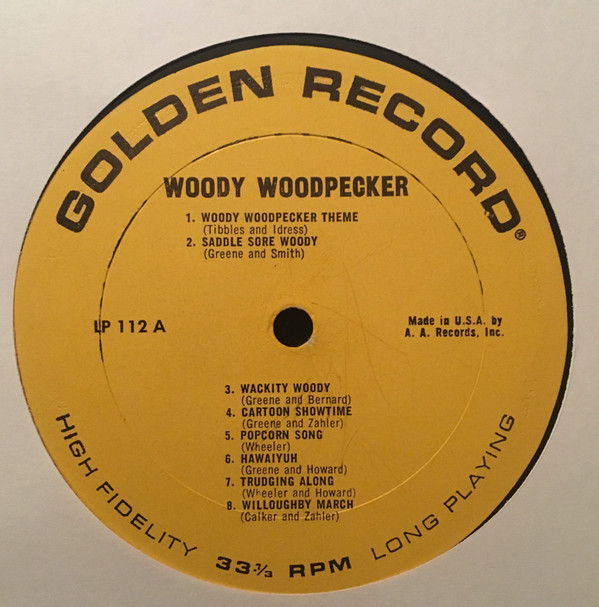 GOLDEN RECORD®
WOODY WOODPECKER
1. WOODY WOODPECKER THEME
(Tibbles and Idress)
2. SADDLE SORE WOODY
(Greene and Smith)
LP 112 A
Made in U.S.A. by
A. A. Records, Inc.
3. WACKITY WOODY
(Greene and Bernard)
4. CARTOON SHOWTIME
(Greene and Zahler)
5. POPCORN SONG
(Wheeler)
6. HAWAIYUH
(Greene and Howard)
7. TRUDGING ALONG
(Wheeler and Howard)
8. WILLOUGHBY MARCH
(Calker and Zahler)
HIGH FIDELITY 33⅓ RPM LONG PLAYING